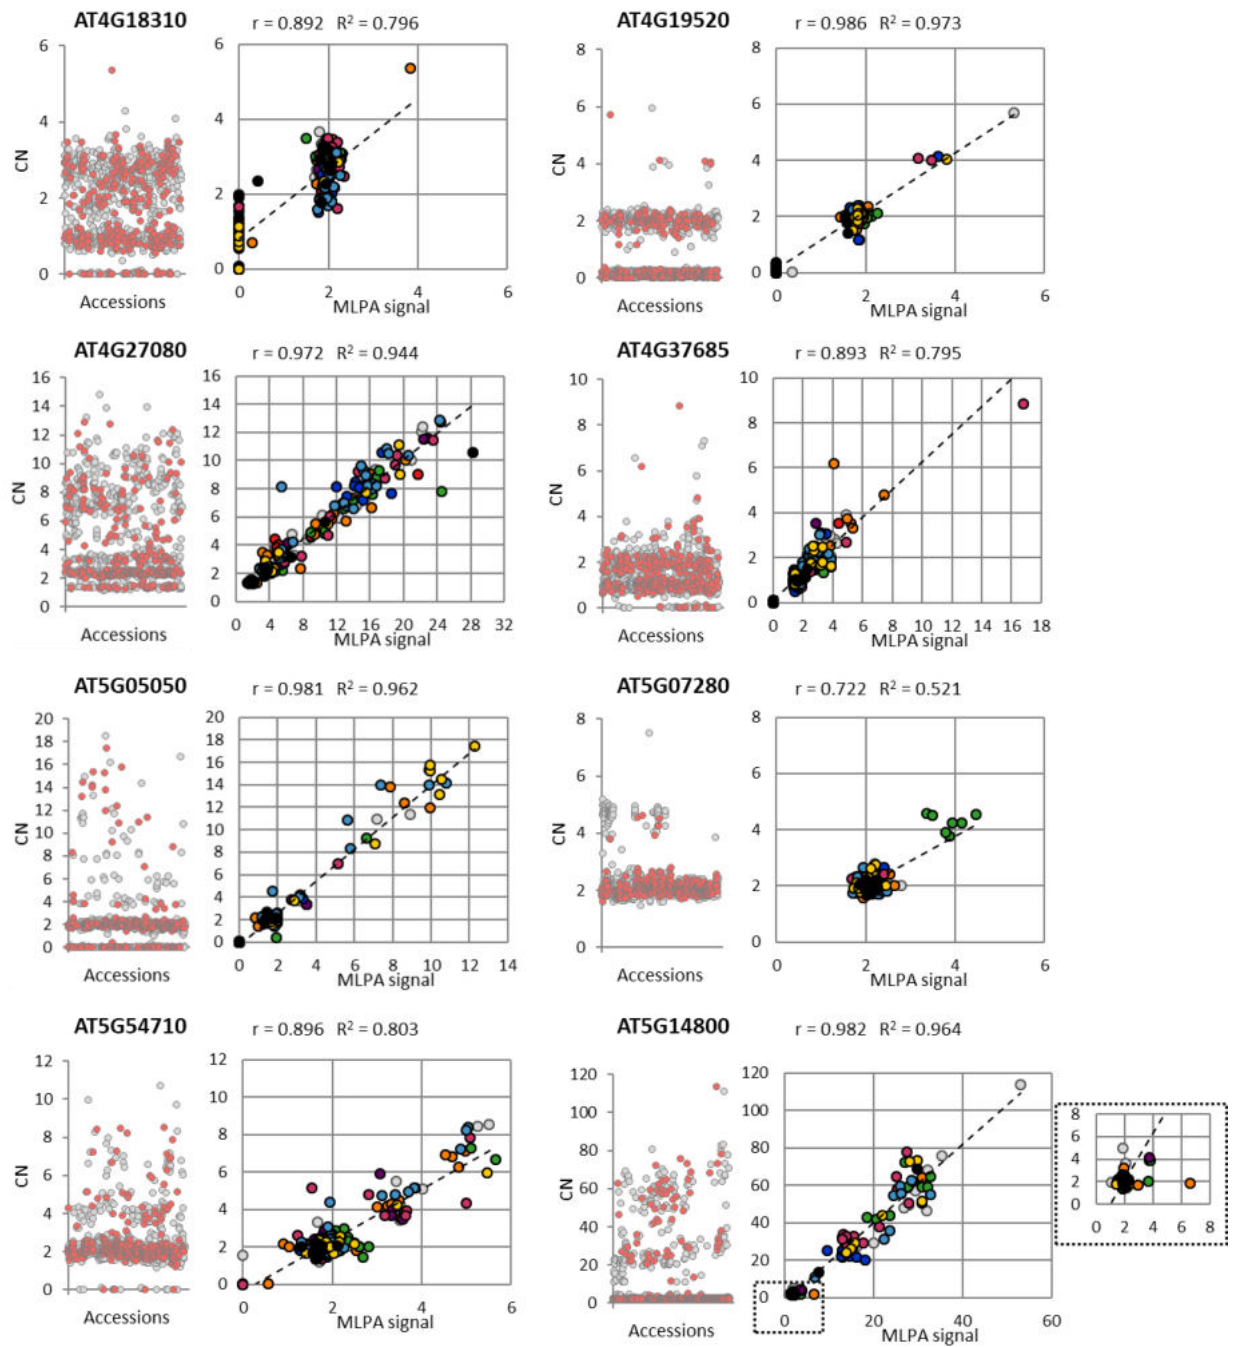 AT4G18310
r = 0.892 R² = 0.796
CN
6
4
2
0
Accessions
6
4
2
0
0 2 4 6
MLPA signal
AT4G19520
r = 0.986 R² = 0.973
CN
8
6
4
2
0
Accessions
8
6
4
2
0
0 2 4 6
MLPA signal
AT4G27080
r = 0.972 R² = 0.944
CN
16
14
12
10
8
6
4
2
0
Accessions
16
14
12
10
8
6
4
2
0
0 4 8 12 16 20 24 28 32
MLPA signal
AT4G37685
r = 0.893 R² = 0.795
CN
10
8
6
4
2
0
Accessions
10
8
6
4
2
0
0 2 4 6 8 10 12 14 16 18
MLPA signal
AT5G05050
r = 0.981 R² = 0.962
CN
20
18
16
14
12
10
8
6
4
2
0
Accessions
20
18
16
14
12
10
8
6
4
2
0
0 2 4 6 8 10 12 14
MLPA signal
AT5G07280
r = 0.722 R² = 0.521
CN
8
6
4
2
0
Accessions
8
6
4
2
0
0 2 4 6
MLPA signal
AT5G54710
r = 0.896 R² = 0.803
CN
12
10
8
6
4
2
0
Accessions
12
10
8
6
4
2
0
0 2 4 6
MLPA signal
AT5G14800
r = 0.982 R² = 0.964
CN
120
100
80
60
40
20
0
Accessions
120
100
80
60
40
20
0
0 20 40 60
MLPA signal
8
6
4
2
0
0 2 4 6 8